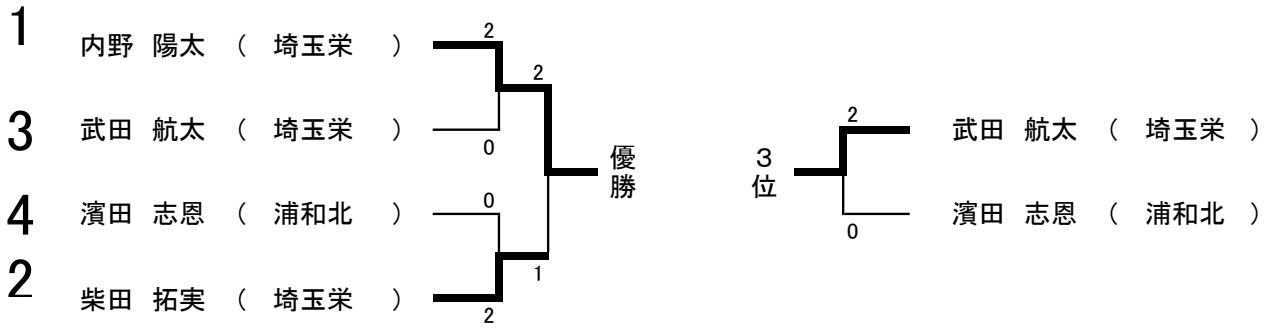 1 内野 陽太 ( 埼玉栄 ) 2
2
3 武田 航太 ( 埼玉栄 ) 0
優勝
4 濱田 志恩 ( 浦和北 ) 0
1
2 柴田 拓実 ( 埼玉栄 ) 2
3位
2 武田 航太 ( 埼玉栄 )
0 濱田 志恩 ( 浦和北 )